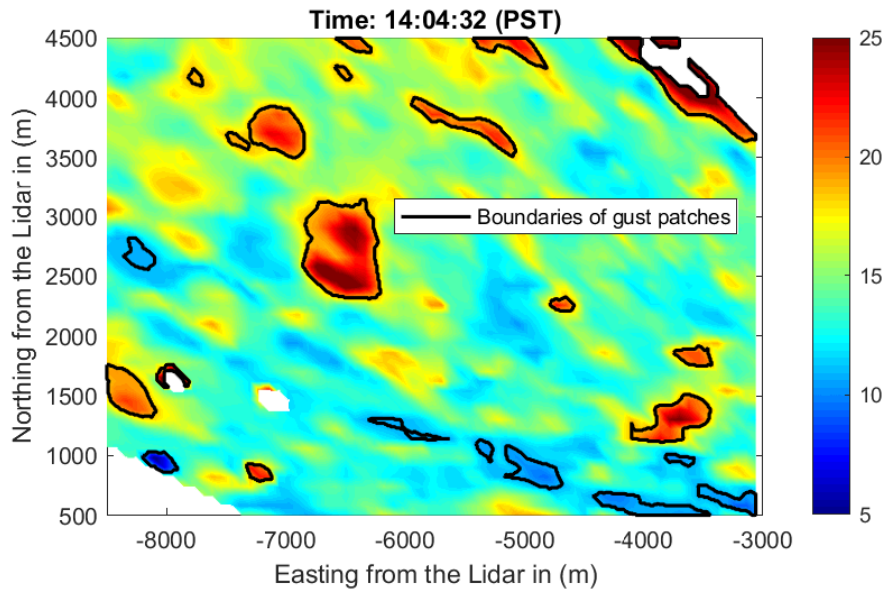 Time: 14:04:32 (PST)
4500
4000
3500
3000
2500
2000
1500
1000
500
Northing from the Lidar in (m)
Boundaries of gust patches
-8000 -7000 -6000 -5000 -4000 -3000
Easting from the Lidar in (m)
25
20
15
10
5